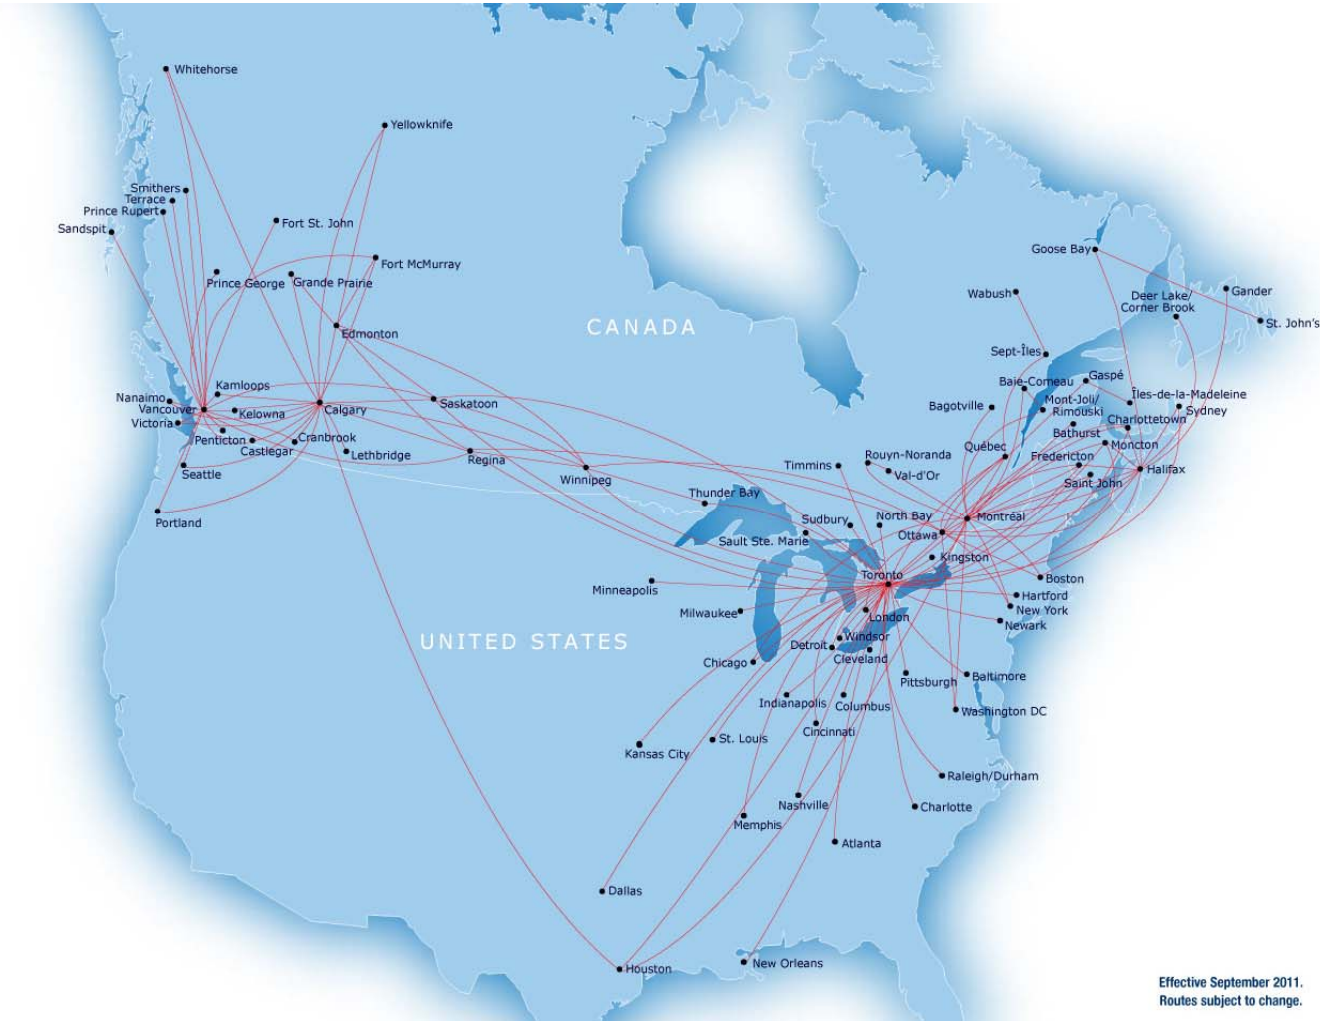 Whitehorse
Yellowknife
Smithers
Terrace
Prince Rupert
Sandspit
Fort St. John
Fort McMurray
Prince George
Grande Prairie
Edmonton
CANADA
Goose Bay
Wabush
Deer Lake/
Corner Brook
Gander
St. John's
Sept-Îles
Baie-Comeau
Gaspé
Îles-de-la-Madeleine
Mont-Joli/
Rimouski
Sydney
Bagotville
Charlottetown
Bathurst
Moncton
Québec
Fredericton
Halifax
Saint John
Kamloops
Nanaimo
Vancouver
Kelowna
Victoria
Penticton
Castlegar
Cranbrook
Calgary
Lethbridge
Saskatoon
Regina
Winnipeg
Seattle
Portland
Rouyn-Noranda
Timmins
Val-d'Or
Thunder Bay
Sudbury
North Bay
Montréal
Ottawa
Sault Ste. Marie
Kingston
Toronto
Boston
Hartford
New York
Newark
Minneapolis
Milwaukee
London
UNITED STATES
Windsor
Detroit
Cleveland
Chicago
Pittsburgh
Baltimore
Indianapolis
Columbus
Washington DC
Cincinnati
St. Louis
Kansas City
Raleigh/Durham
Nashville
Charlotte
Memphis
Atlanta
Dallas
Houston
New Orleans
Effective September 2011.
Routes subject to change.